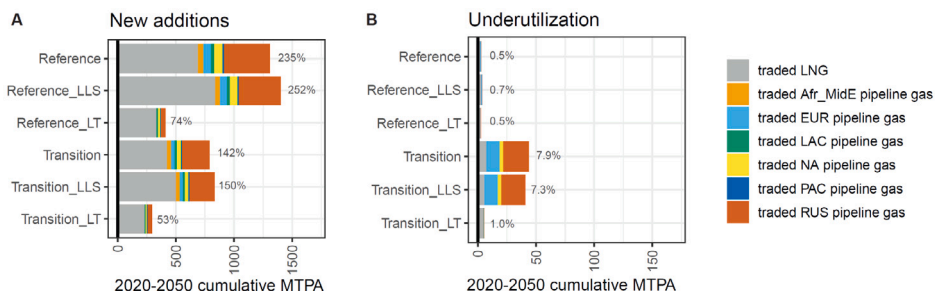 A New additions
Reference
Reference_LLS
Reference_LT
Transition
Transition_LLS
Transition_LT
235%
252%
74%
142%
150%
53%
0
500
1000
1500
2020-2050 cumulative MTPA
B Underutilization
Reference
Reference_LLS
Reference_LT
Transition
Transition_LLS
Transition_LT
0.5%
0.7%
0.5%
7.9%
7.3%
1.0%
0
50
100
150
2020-2050 cumulative MTPA
traded LNG
traded Afr_MidE pipeline gas
traded EUR pipeline gas
traded LAC pipeline gas
traded NA pipeline gas
traded PAC pipeline gas
traded RUS pipeline gas